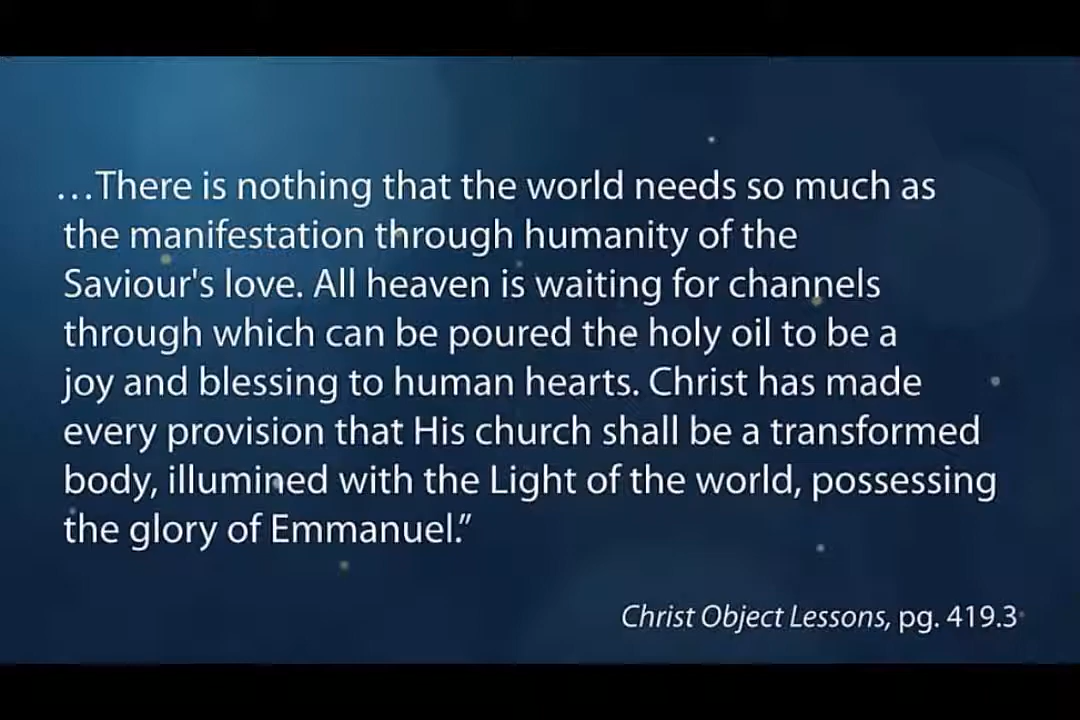 …There is nothing that the world needs so much as
the manifestation through humanity of the
Saviour's love. All heaven is waiting for channels
through which can be poured the holy oil to be a
joy and blessing to human hearts. Christ has made
every provision that His church shall be a transformed
body, illumined with the Light of the world, possessing
the glory of Emmanuel.”
Christ Object Lessons, pg. 419.3